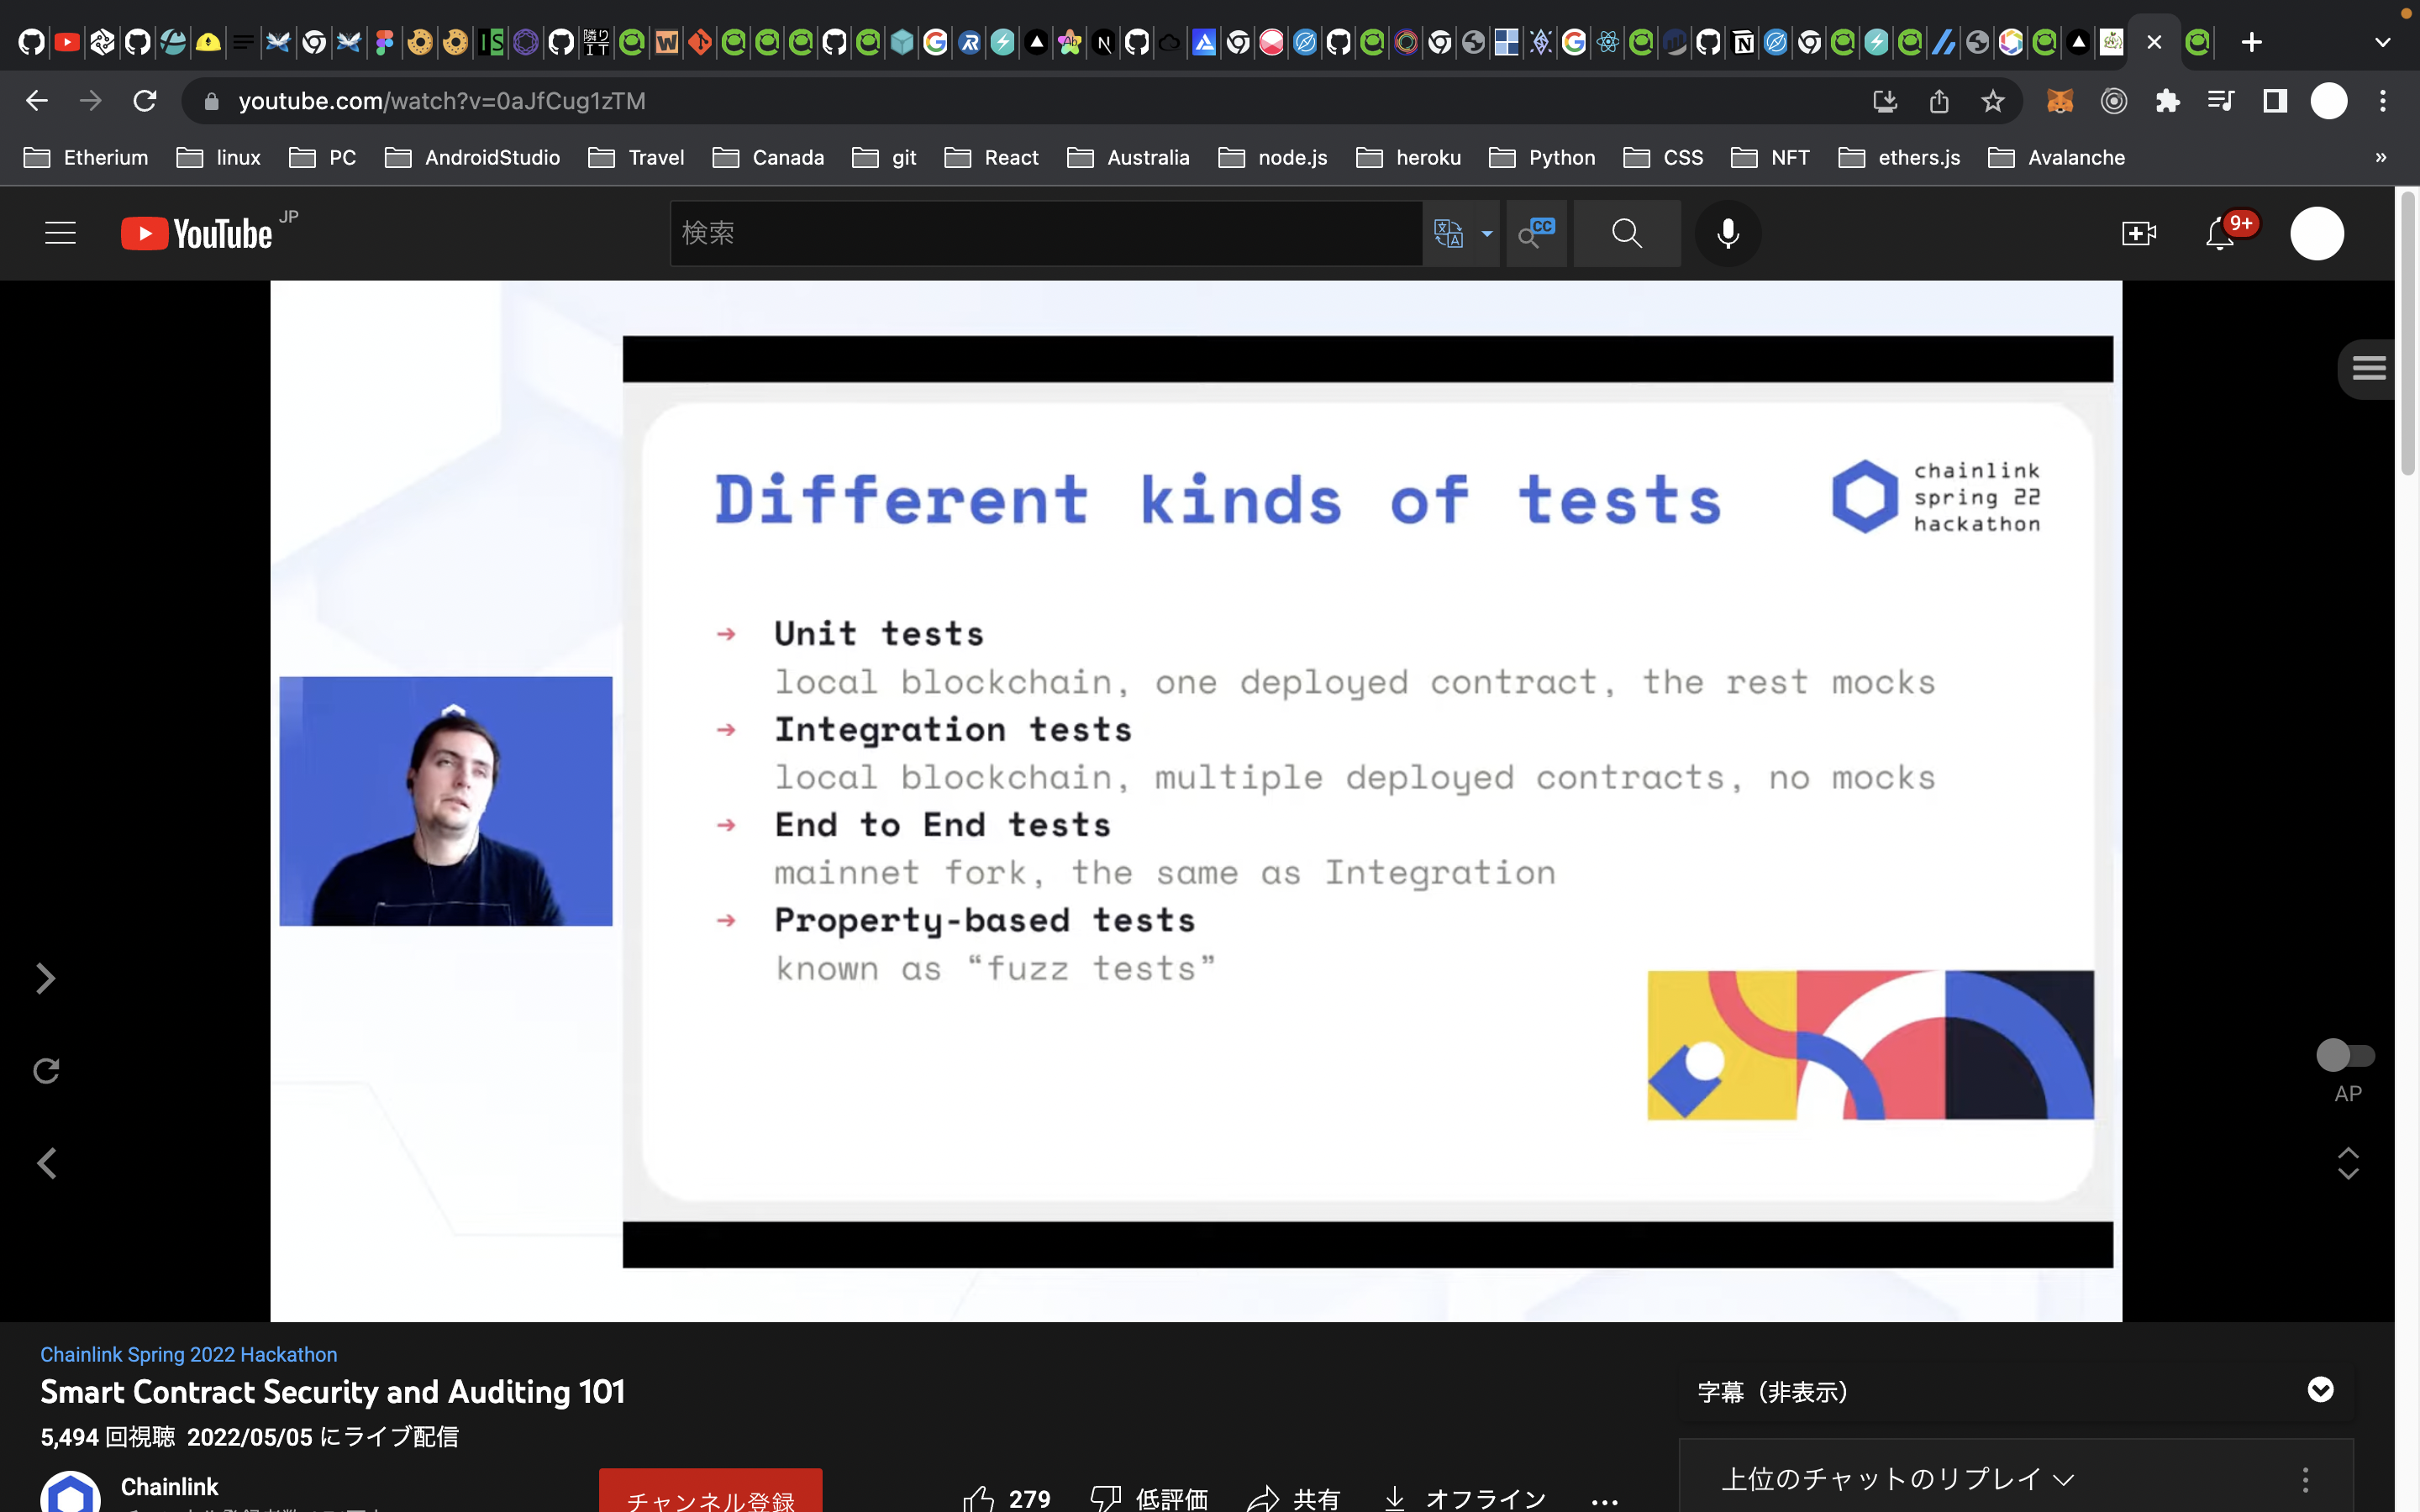 youtube.com/watch?v=0aJfCug1zTM
Etherium linux PC AndroidStudio Travel Canada git React Australia node.js heroku Python CSS NFT ethers.js Avalanche »
YouTube JP
検索
CC
9+
Different kinds of tests
chainlink
spring 22
hackathon
Unit tests
local blockchain, one deployed contract, the rest mocks
Integration tests
local blockchain, multiple deployed contracts, no mocks
End to End tests
mainnet fork, the same as Integration
Property-based tests
known as “fuzz tests”
AP
Chainlink Spring 2022 Hackathon
Smart Contract Security and Auditing 101
5,494 回視聴 2022/05/05 にライブ配信
Chainlink
チャンネル登録
279 低評価 共有 オフライン
字幕（非表示）
上位のチャットのリプレイ